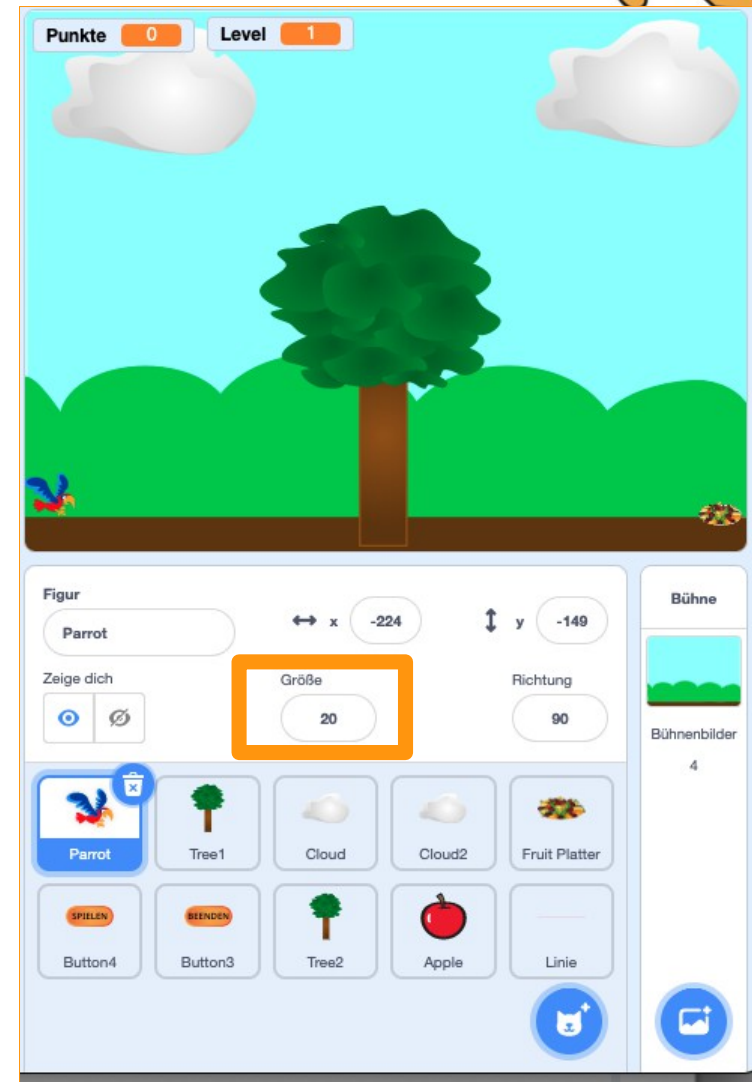 Punkte 0 Level 1
Figur
Parrot
x -224 y -149
Zeige dich Größe Richtung
20 90
Bühne
Bühnenbilder
4
Parrot Tree1 Cloud Cloud2 Fruit Platter
SPIELEN BEENDEN
Button4 Button3 Tree2 Apple Linie